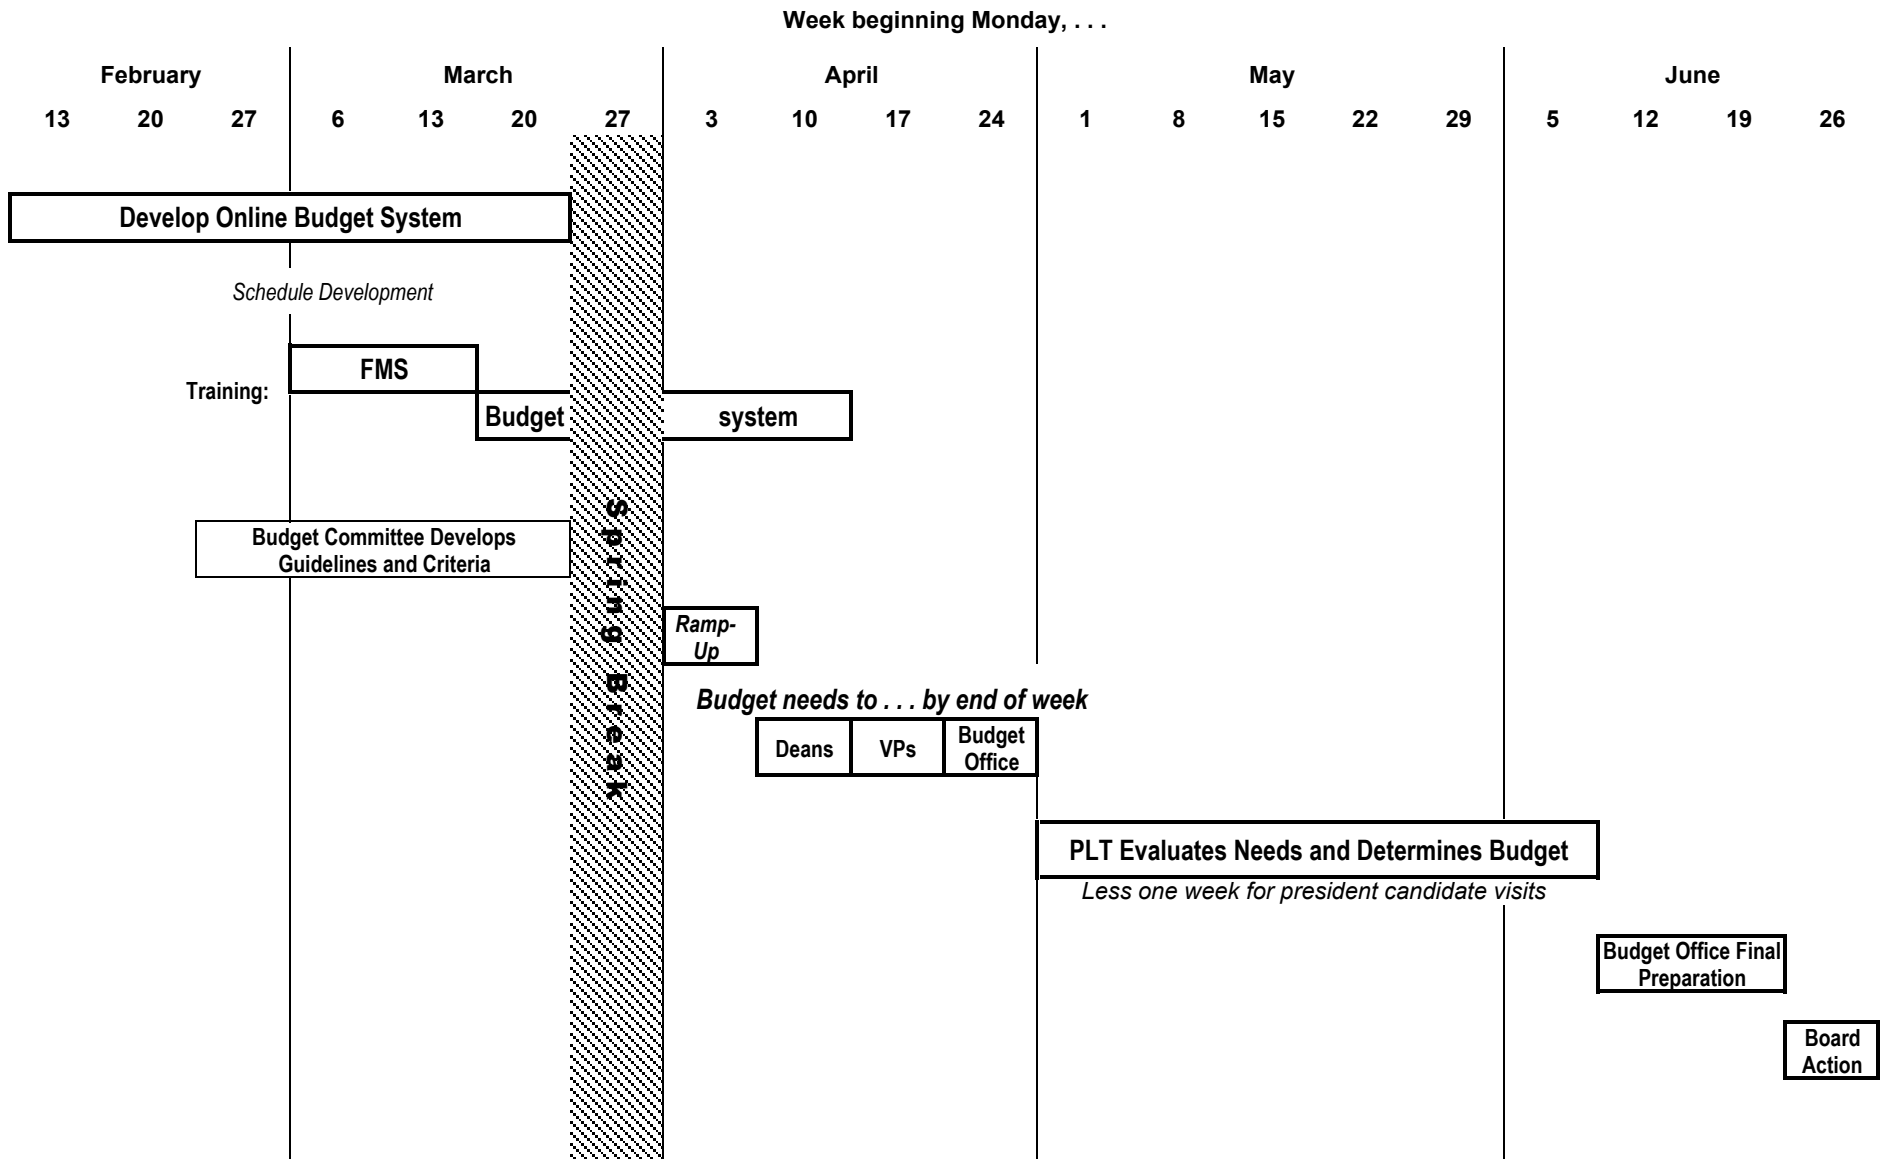 Week beginning Monday, . . .
February March April May June
13 20 27 6 13 20 27 3 10 17 24 1 8 15 22 29 5 12 19 26
Develop Online Budget System
Schedule Development
FMS
Training:
Budget system
Spring Break
Budget Committee Develops
Guidelines and Criteria
Ramp-
Up
Budget needs to . . . by end of week
Deans
VPs
Budget
Office
PLT Evaluates Needs and Determines Budget
Less one week for president candidate visits
Budget Office Final
Preparation
Board
Action